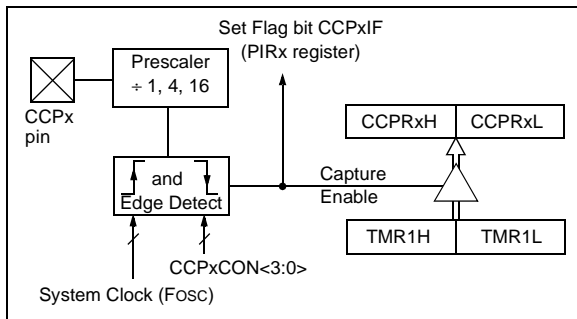 Set Flag bit CCPxIF
(PIRx register)
Prescaler
÷ 1, 4, 16
CCPx
pin
CCPRxH
CCPRxL
and
Edge Detect
Capture
Enable
TMR1H
TMR1L
CCPxCON<3:0>
System Clock (FOSC)